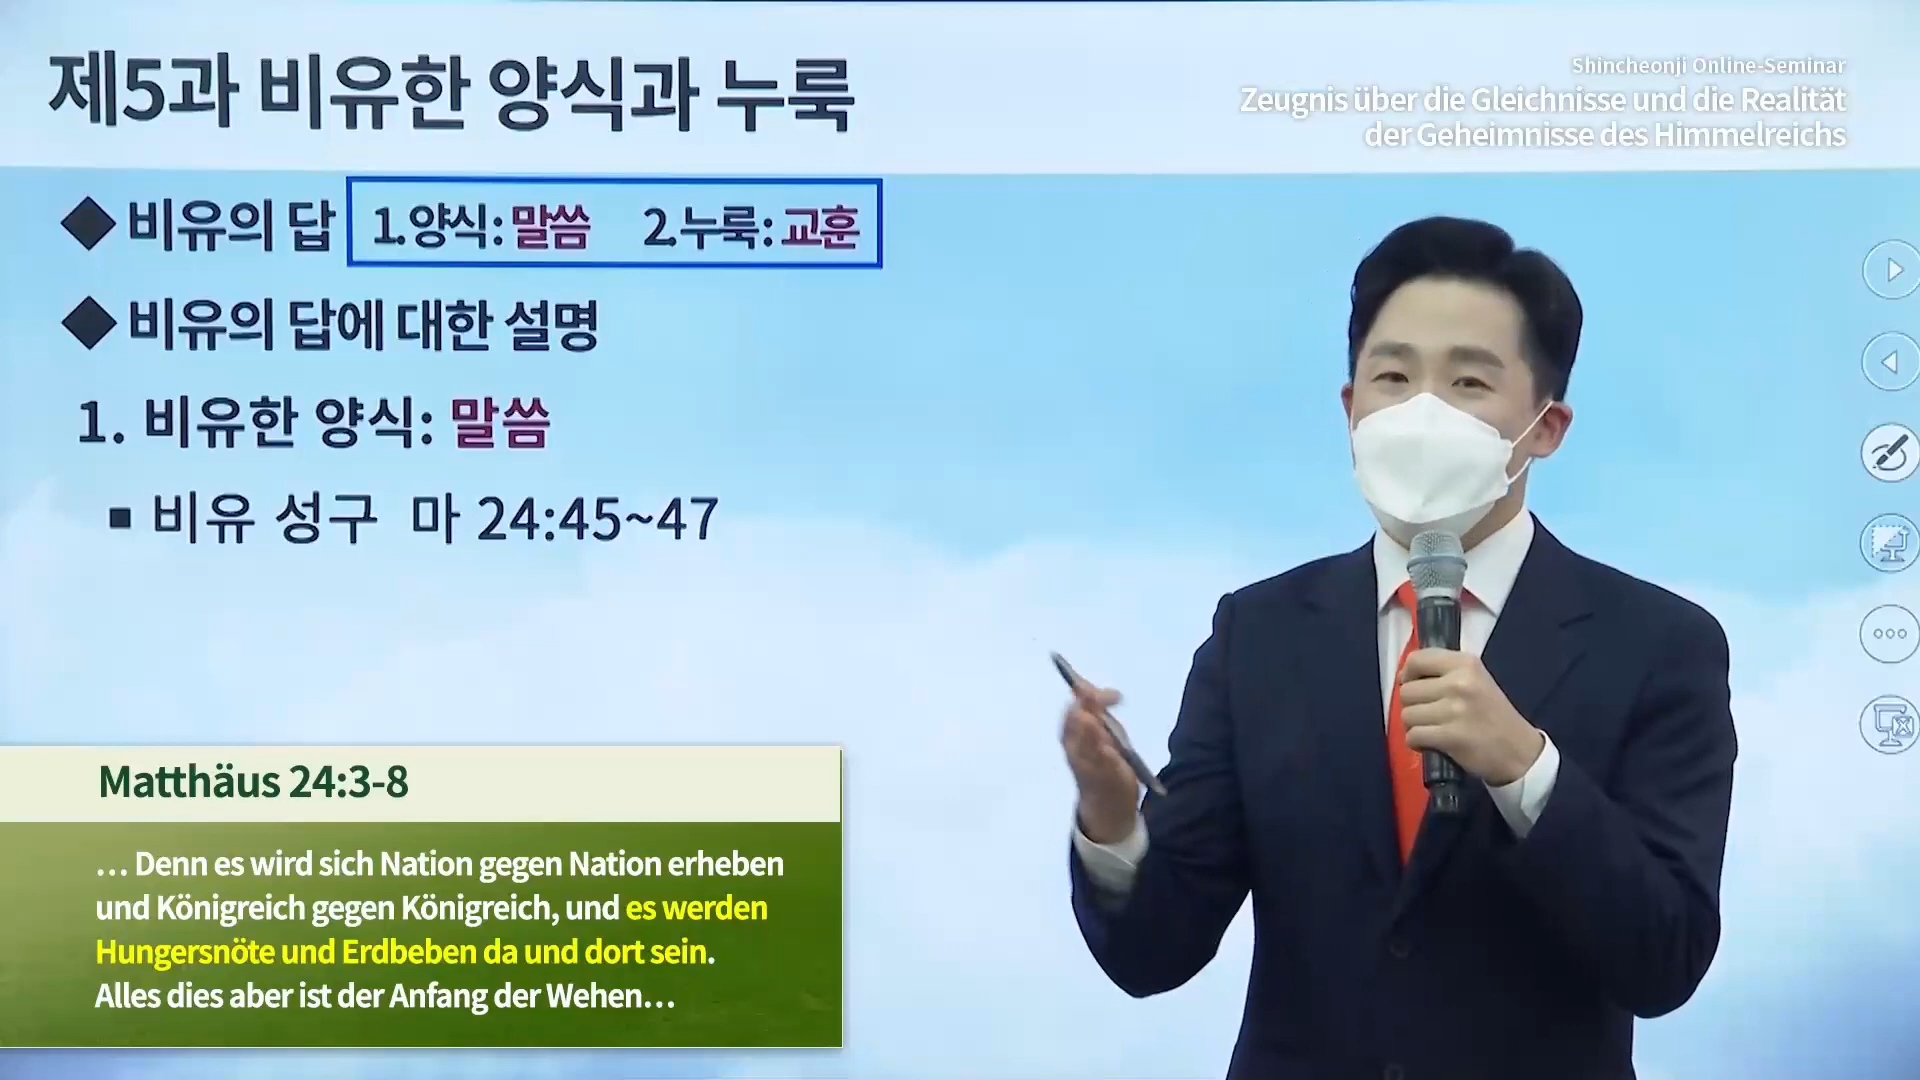 제5과 비유한 양식과 누룩
Shincheonji Online-Seminar
Zeugnis über die Gleichnisse und die Realität
der Geheimnisse des Himmelreichs
◆ 비유의 답 1.양식:말씀 2.누룩:교훈
◆ 비유의 답에 대한 설명
1. 비유한 양식: 말씀
▪ 비유 성구 마 24:45~47
Matthäus 24:3-8
… Denn es wird sich Nation gegen Nation erheben
und Königreich gegen Königreich, und es werden
Hungersnöte und Erdbeben da und dort sein.
Alles dies aber ist der Anfang der Wehen…